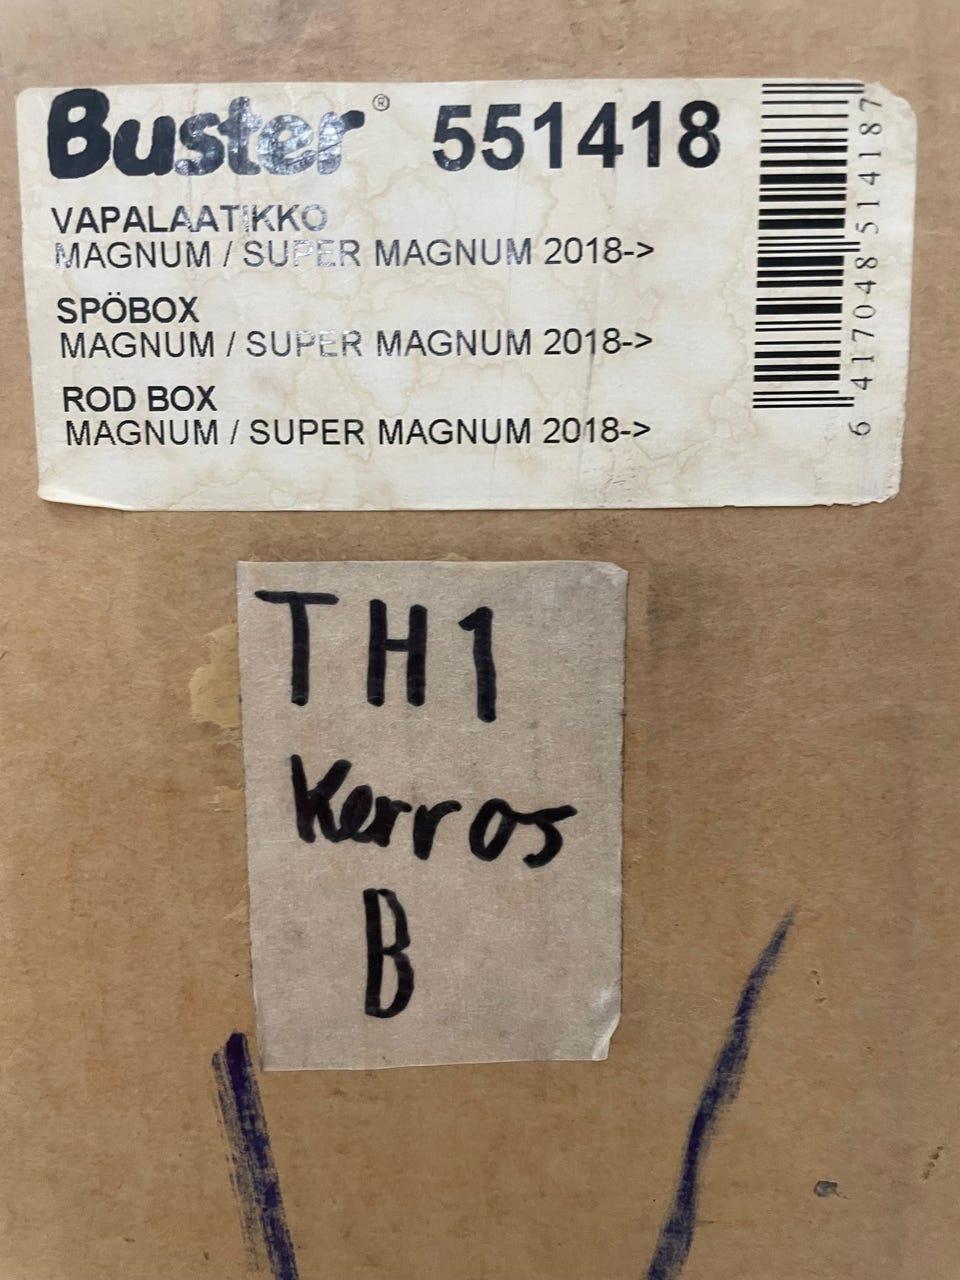 Buster® 551418
VAPALAATIKKO
MAGNUM / SUPER MAGNUM 2018->
SPÖBOX
MAGNUM / SUPER MAGNUM 2018->
ROD BOX
MAGNUM / SUPER MAGNUM 2018->
6 417048 514187
TH1
Kerros
B